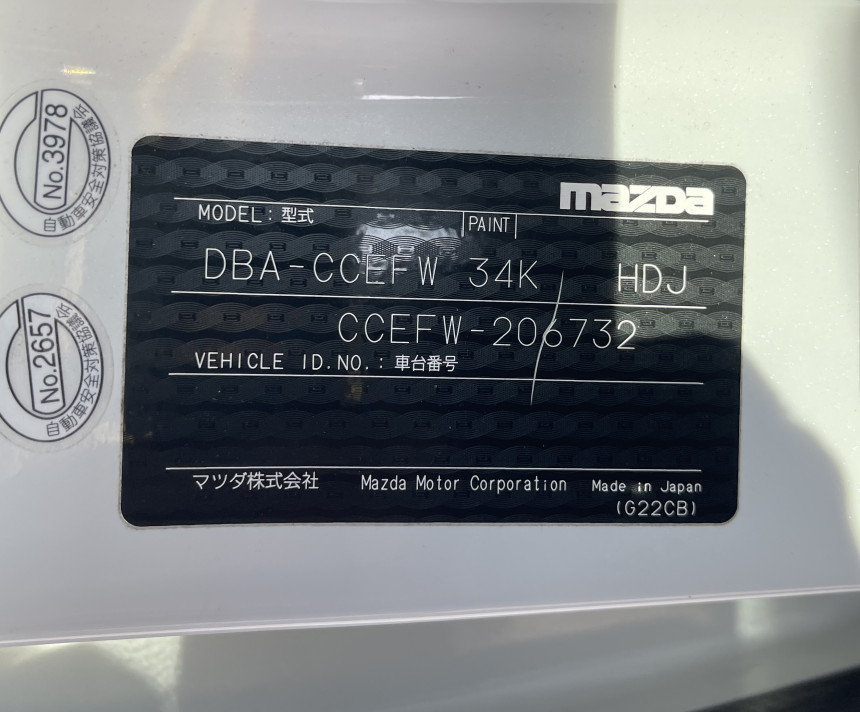 No.3978
自動車安全対策協議会
No.2657
自動車安全対策協議会
mazda
MODEL: 型式
PAINT
DBA-CCEFW 34K HDJ
CCEFW-206732
VEHICLE ID.NO.: 車台番号
マツダ株式会社 Mazda Motor Corporation Made in Japan
(G22CB)